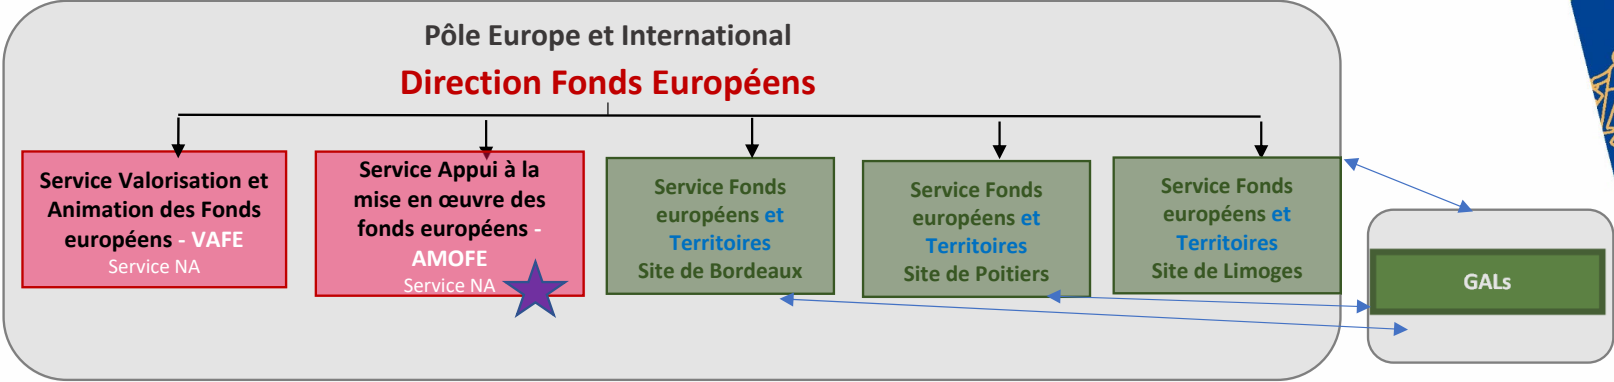 Pôle Europe et International
Direction Fonds Européens
Service Valorisation et
Animation des Fonds
européens - VAFE
Service NA
Service Appui à la
mise en œuvre des
fonds européens -
AMOFE
Service NA
Service Fonds
européens et
Territoires
Site de Bordeaux
Service Fonds
européens et
Territoires
Site de Poitiers
Service Fonds
européens et
Territoires
Site de Limoges
GALs